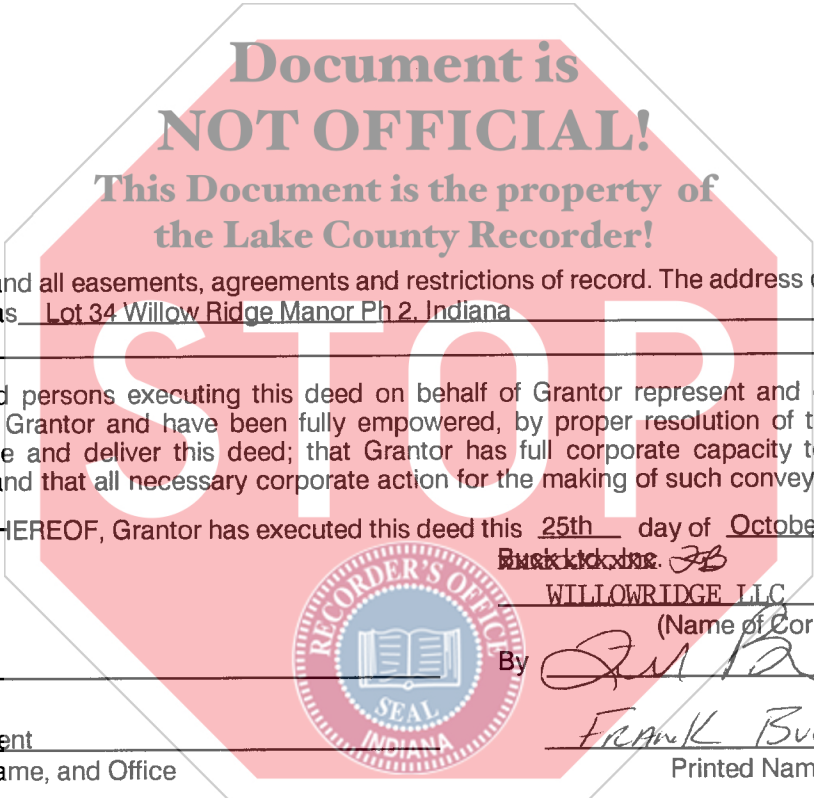 Document is
NOT OFFICIAL!
This Document is the property of
the Lake County Recorder!
and all easements, agreements and restrictions of record. The address
as Lot 34 Willow Ridge Manor Ph 2, Indiana
STOP
persons executing this deed on behalf of Grantor represent and
Grantor and have been fully empowered, by proper resolution of
and deliver this deed; that Grantor has full corporate capacity
and that all necessary corporate action for the making of such
HEREOF, Grantor has executed this deed this 25th day of Octobe
Buck Ltd. Inc. FB
WILLOWRIDGE LLC
(Name of Cor
By
RECORDER'S OFFICE
SEAL
INDIANA
ent
Frank Bu
ame, and Office
Printed Nam